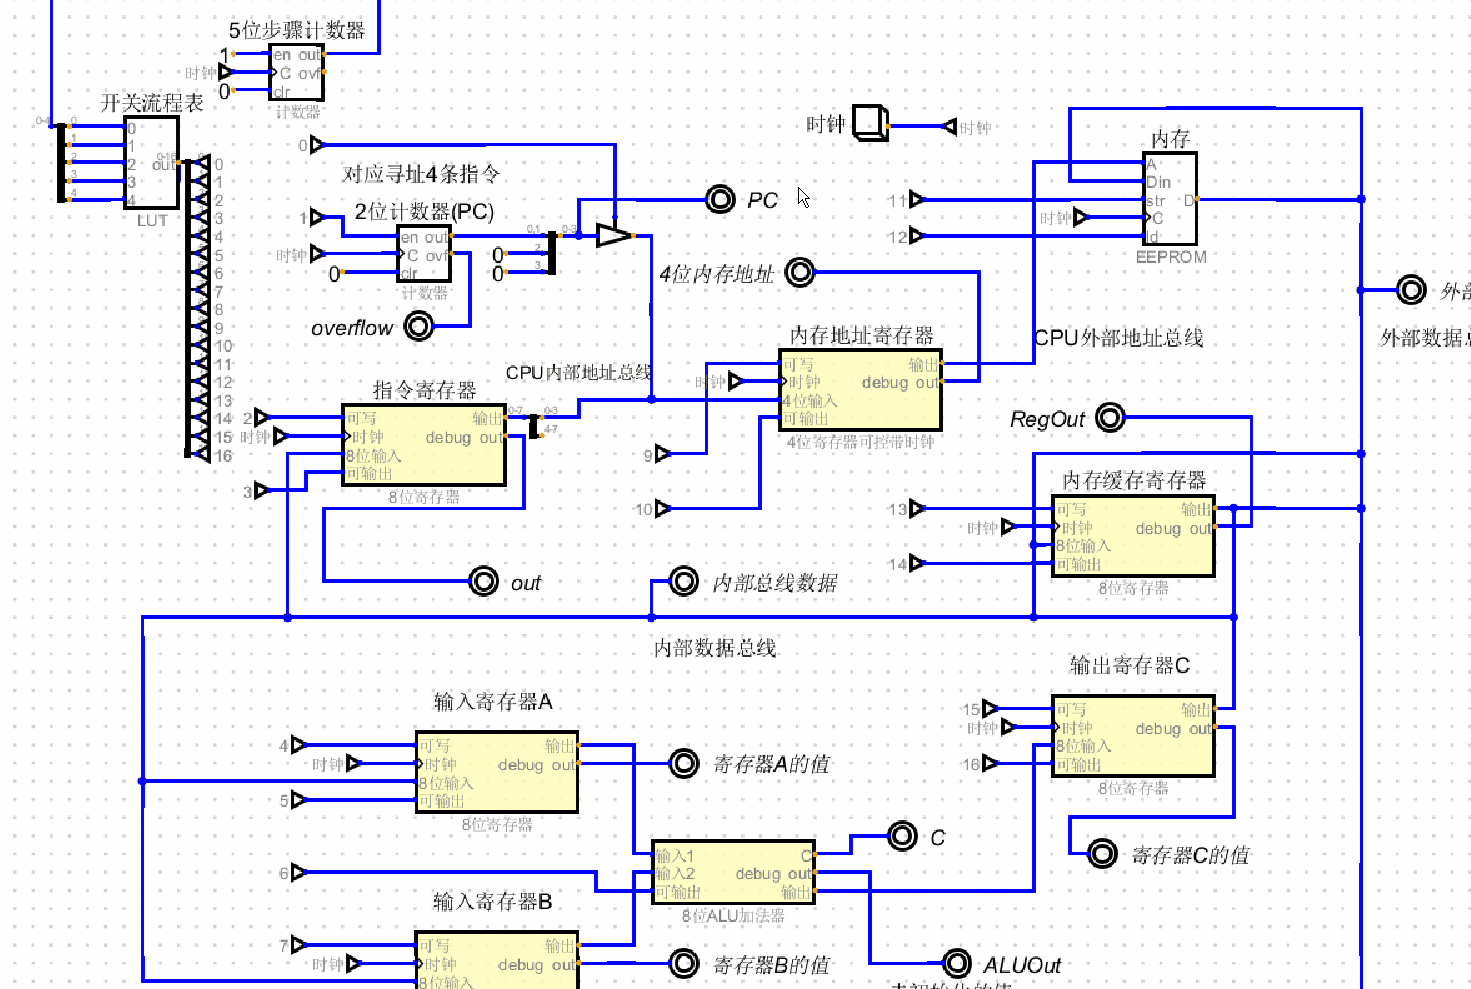 5位步骤计数器
1
en out
时钟
C ovf
0
clr
计数器
开关流程表
0-4
0
1
2
3
4
0
1
2
3
4
out
0-16
LUT
0
1
2
3
4
5
6
7
8
9
10
11
12
13
14
15
16
0
对应寻址4条指令
2位计数器(PC)
1
en out
时钟
C ovf
0
clr
计数器
overflow
0,1
2
3
0-3
0
0
PC
时钟
时钟
内存
A
Din
11
str
D
时钟
C
12
ld
EEPROM
4位内存地址
外部
CPU外部地址总线
外部数据总
内存地址寄存器
可写
输出
时钟
时钟
debug out
4位输入
可输出
4位寄存器可控带时钟
9
10
CPU内部地址总线
指令寄存器
2
可写
输出
0-7
0-3
4-7
时钟
时钟
debug out
8位输入
3
可输出
8位寄存器
RegOut
内存缓存寄存器
13
可写
输出
时钟
时钟
debug out
8位输入
14
可输出
8位寄存器
out
内部总线数据
内部数据总线
输出寄存器C
15
可写
输出
时钟
时钟
debug out
8位输入
16
可输出
8位寄存器
寄存器C的值
输入寄存器A
4
可写
输出
时钟
时钟
debug out
8位输入
5
可输出
8位寄存器
寄存器A的值
C
输入1
C
输入2
debug out
6
可输出
输出
8位ALU加法器
输入寄存器B
7
可写
输出
时钟
时钟
debug out
8位输入
寄存器B的值
ALUOut